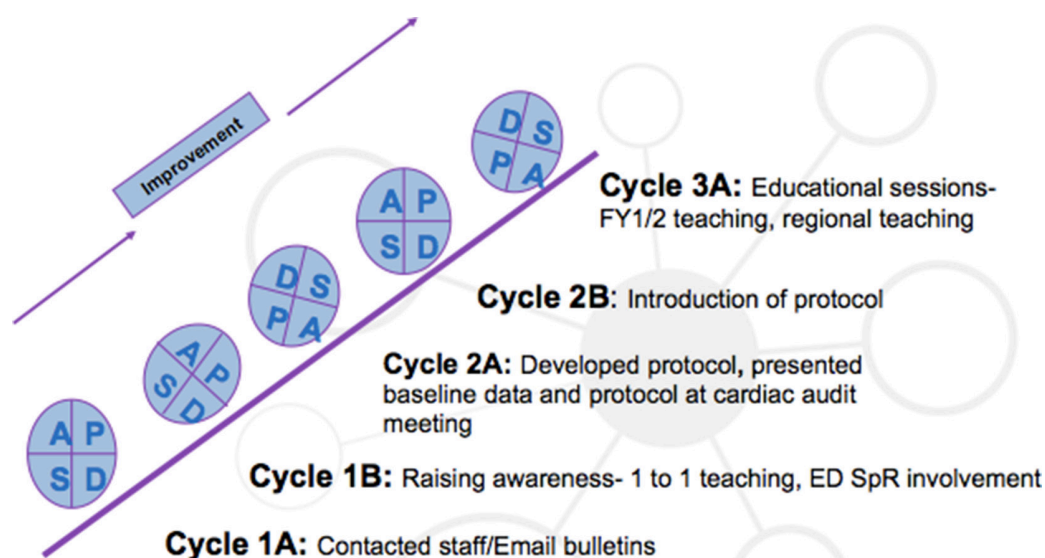 Improvement
D S
P A
A P
S D
D S
P A
A P
S D
A P
S D
Cycle 3A: Educational sessions-
FY1/2 teaching, regional teaching
Cycle 2B: Introduction of protocol
Cycle 2A: Developed protocol, presented
baseline data and protocol at cardiac audit
meeting
Cycle 1B: Raising awareness- 1 to 1 teaching, ED SpR involvement
Cycle 1A: Contacted staff/Email bulletins